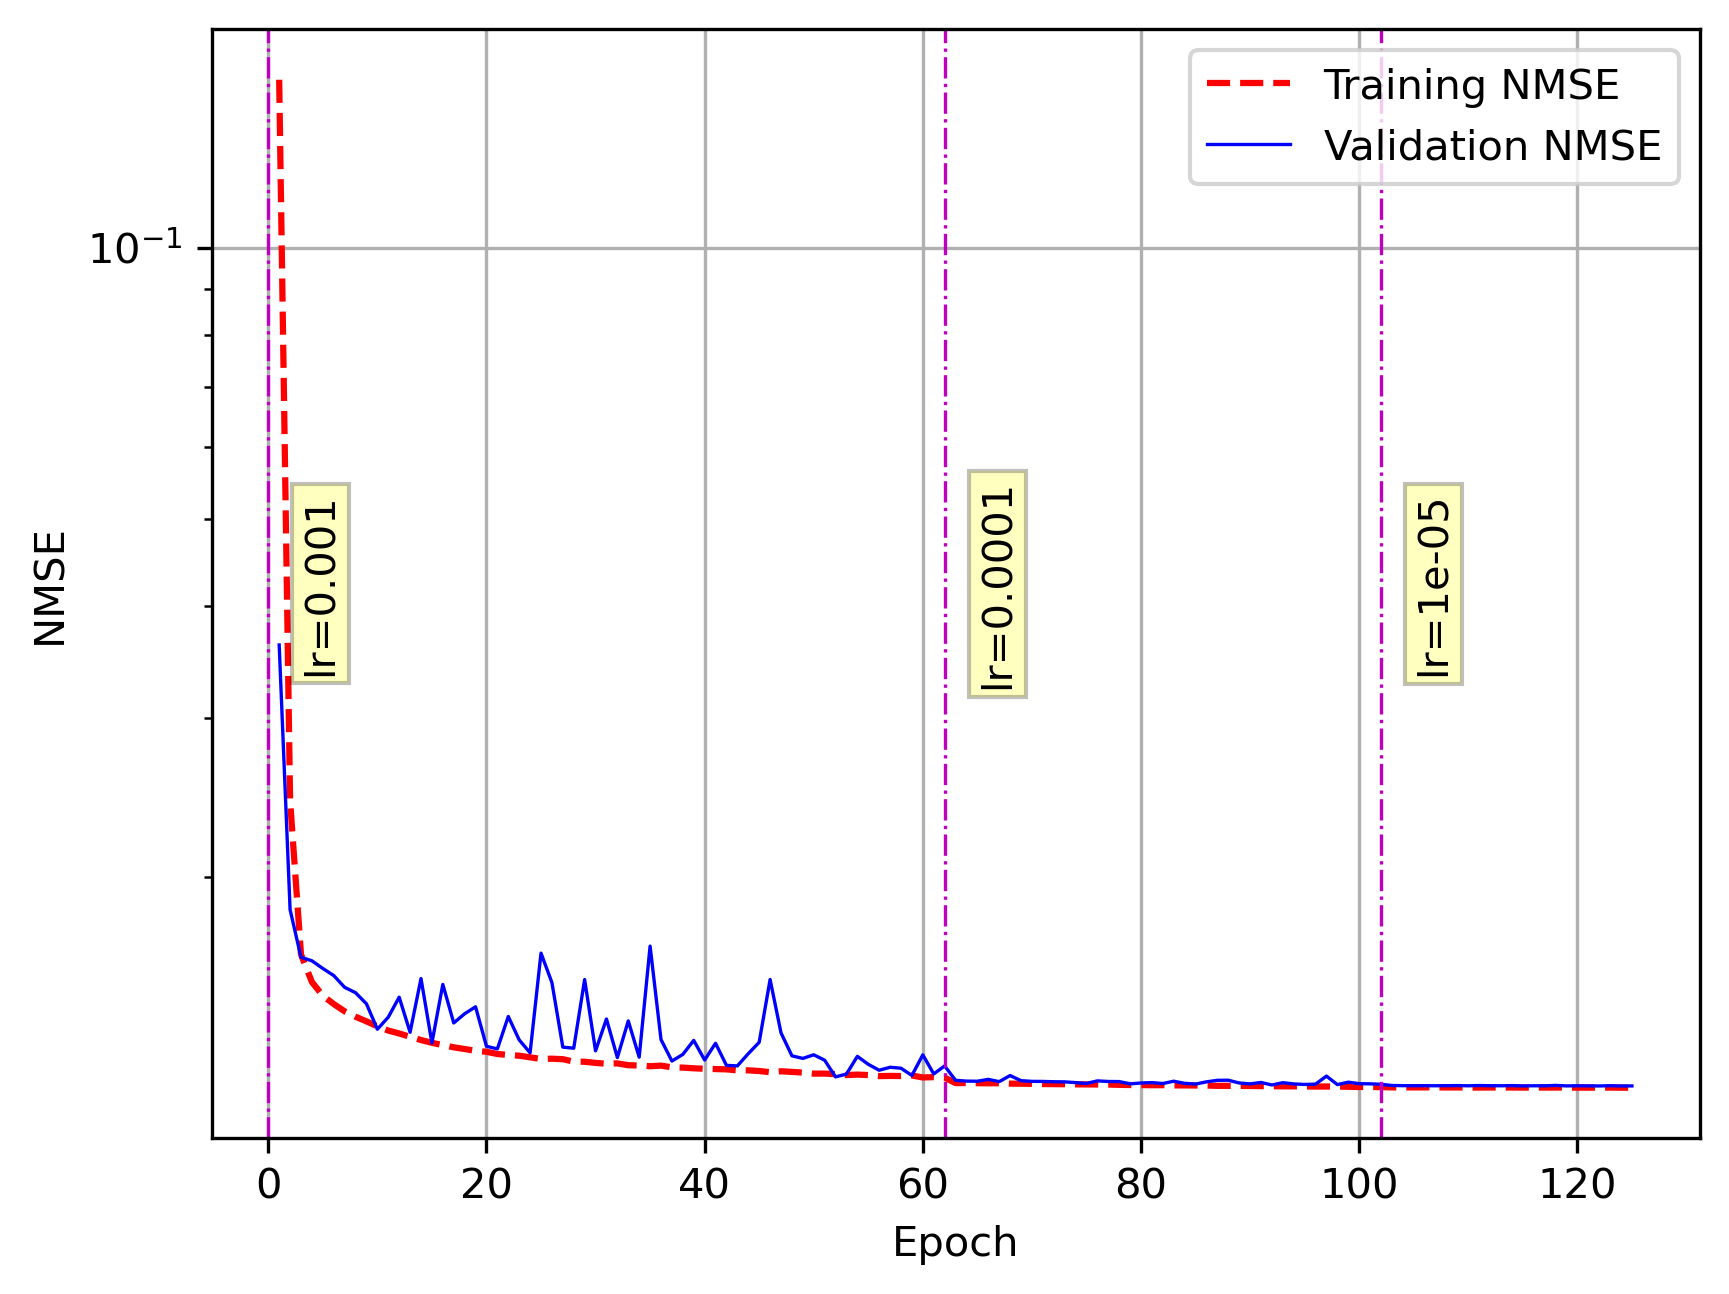 Training NMSE
Validation NMSE
10⁻¹
NMSE
lr=0.001
lr=0.0001
lr=1e-05
0 20 40 60 80 100 120
Epoch